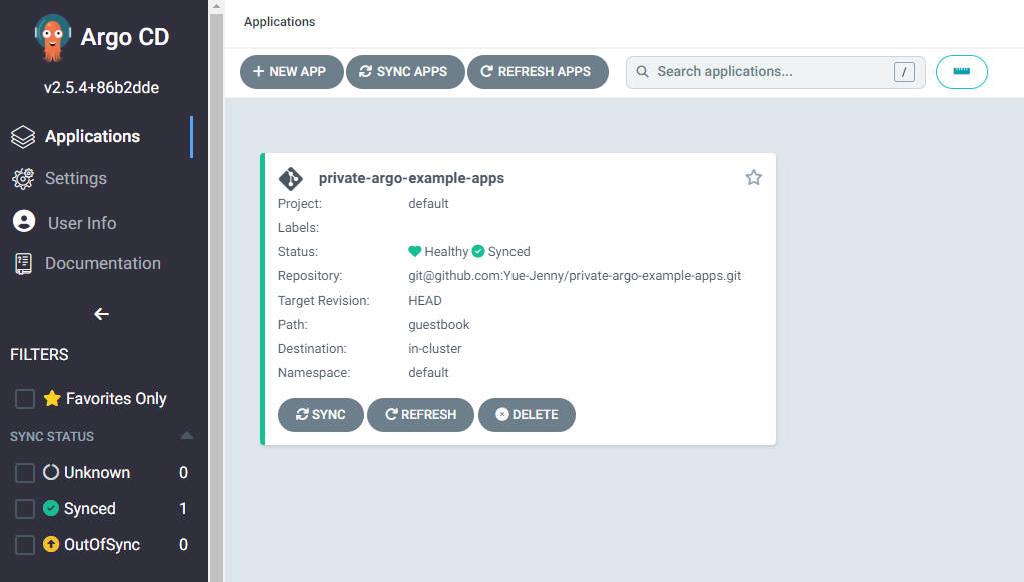 Argo CD
v2.5.4+86b2dde
Applications
Settings
User Info
Documentation
FILTERS
Favorites Only
SYNC STATUS
Unknown 0
Synced 1
OutOfSync 0
Applications
+ NEW APP SYNC APPS REFRESH APPS Search applications... /
private-argo-example-apps
Project: default
Labels:
Status: Healthy Synced
Repository: git@github.com:Yue-Jenny/private-argo-example-apps.git
Target Revision: HEAD
Path: guestbook
Destination: in-cluster
Namespace: default
SYNC REFRESH DELETE